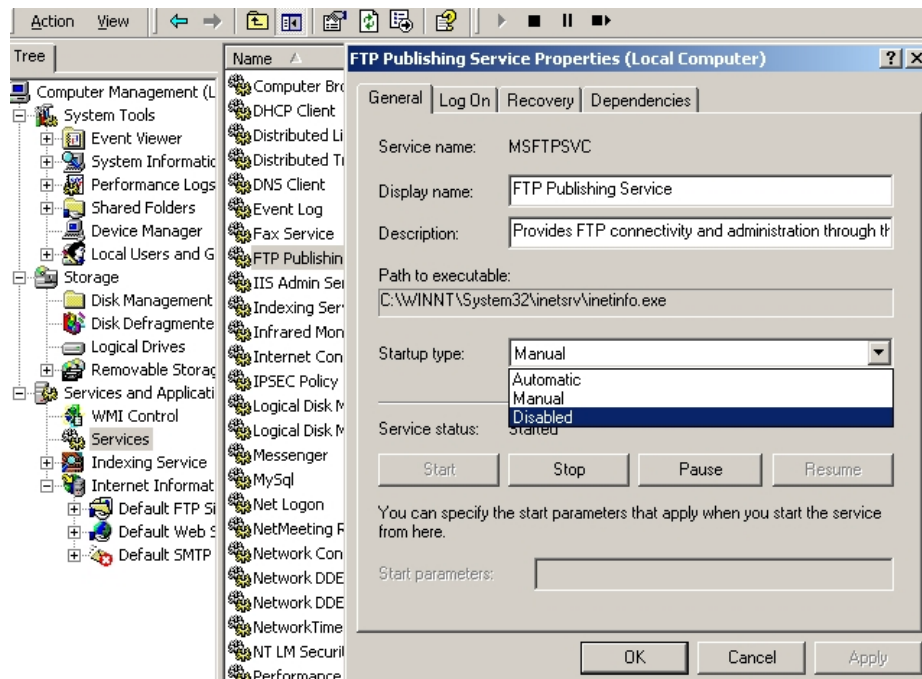 Action View
Tree
Computer Management (L
System Tools
Event Viewer
System Informatic
Performance Logs
Shared Folders
Device Manager
Local Users and G
Storage
Disk Management
Disk Defragmente
Logical Drives
Removable Storag
Services and Applicati
WMI Control
Services
Indexing Service
Internet Informat
Default FTP Si
Default Web S
Default SMTP
Name
Computer Bro
DHCP Client
Distributed Li
Distributed Tr
DNS Client
Event Log
Fax Service
FTP Publishin
IIS Admin Ser
Indexing Serv
Infrared Mon
Internet Con
IPSEC Policy
Logical Disk M
Logical Disk M
Messenger
MySql
Net Logon
NetMeeting R
Network Con
Network DDE
Network DDE
NetworkTime
NT LM Securit
Performance
FTP Publishing Service Properties (Local Computer)
General Log On Recovery Dependencies
Service name: MSFTPSVC
Display name: FTP Publishing Service
Description: Provides FTP connectivity and administration through th
Path to executable:
C:\WINNT\System32\inetsrv\inetinfo.exe
Startup type: Manual
Automatic
Manual
Disabled
Service status: Started
Start Stop Pause Resume
You can specify the start parameters that apply when you start the service
from here.
Start parameters:
OK Cancel Apply